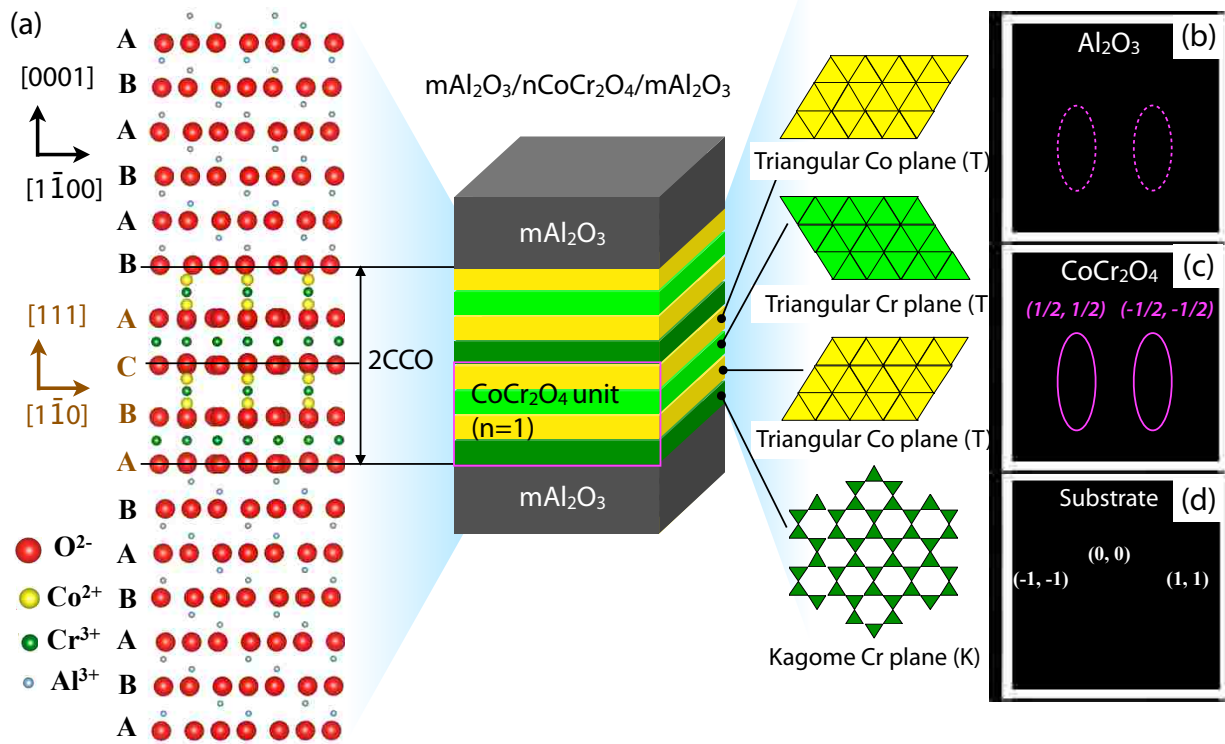 (a)
A
B
A
B
A
B
A
C
B
A
B
A
B
A
B
A
[0001]
[11̅00]
[111]
[11̅0]
O²⁻
Co²⁺
Cr³⁺
Al³⁺
2CCO
mAl₂O₃/nCoCr₂O₄/mAl₂O₃
mAl₂O₃
CoCr₂O₄ unit
(n=1)
mAl₂O₃
Triangular Co plane (T)
Triangular Cr plane (T
Triangular Co plane (T)
Kagome Cr plane (K)
(b)
Al₂O₃
(c)
CoCr₂O₄
(1/2, 1/2) (-1/2, -1/2)
(d)
Substrate
(0, 0)
(-1, -1) (1, 1)